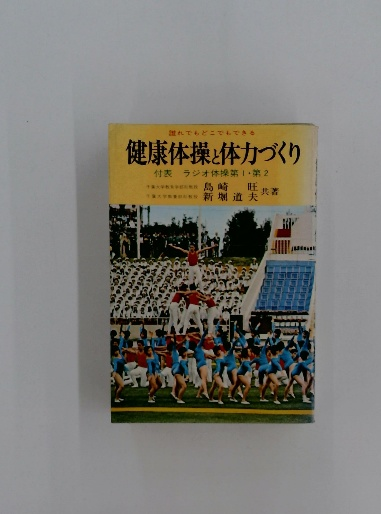 誰れでもどこでもできる
健康体操と体力づくり
付表 ラジオ体操第1・第2
島崎 旺 共著
新堀道夫